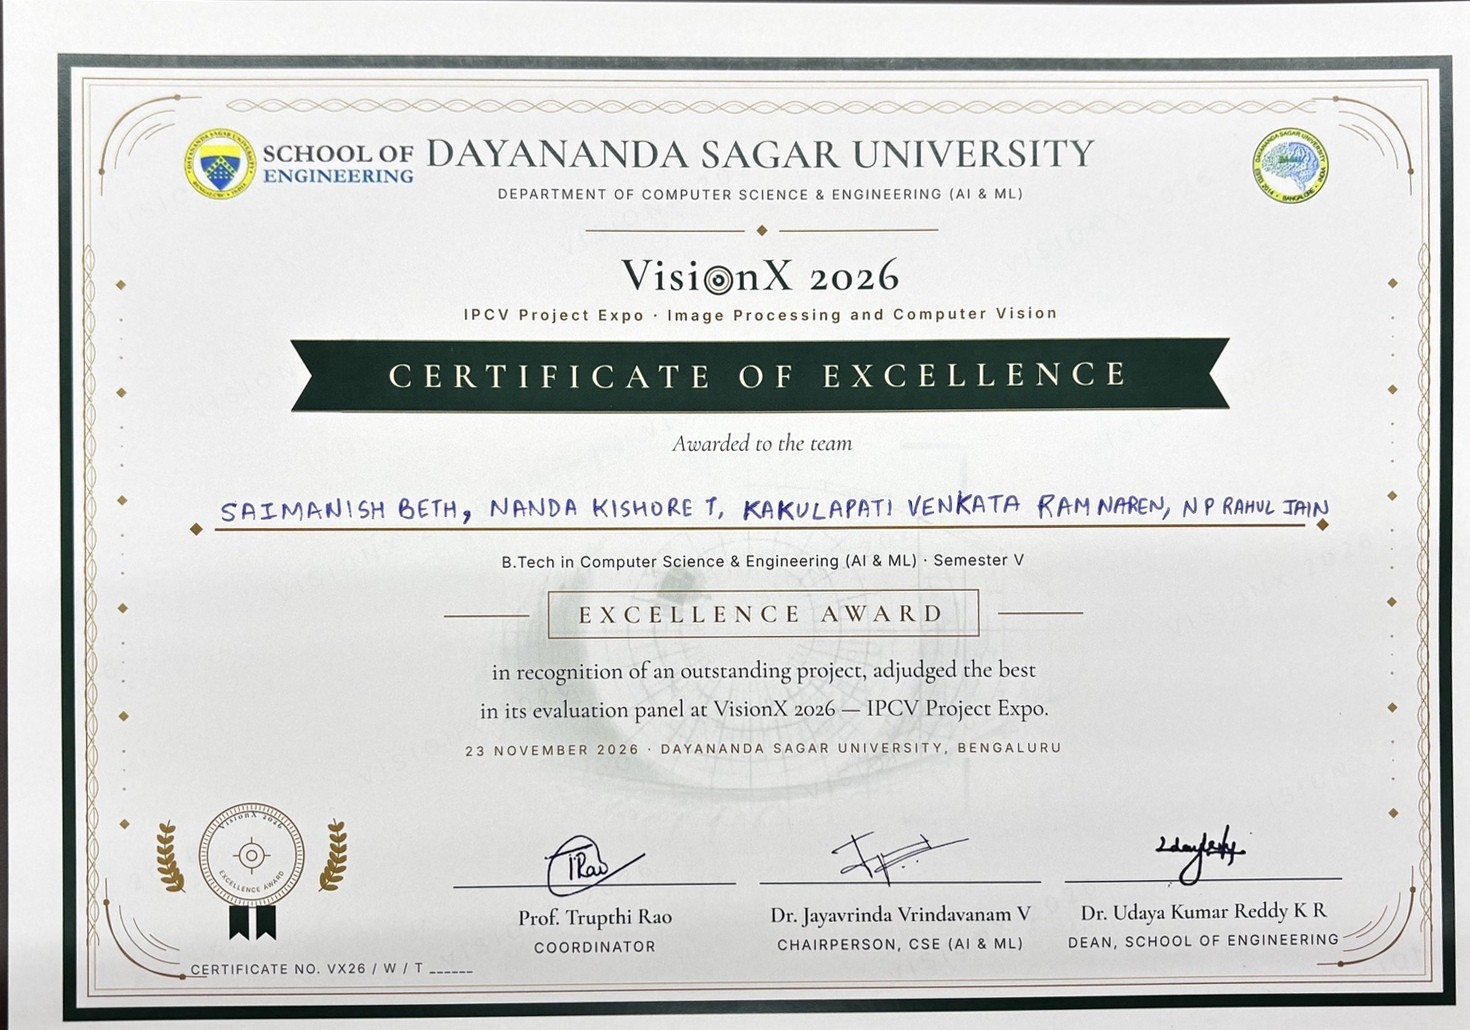 SCHOOL OF
ENGINEERING
DAYANANDA SAGAR UNIVERSITY
DEPARTMENT OF COMPUTER SCIENCE & ENGINEERING (AI & ML)
VisionX 2026
IPCV Project Expo · Image Processing and Computer Vision
CERTIFICATE OF EXCELLENCE
Awarded to the team
SAIMANISH BETH, NANDA KISHORE T, KAKULAPATI VENKATA RAM NAREN, N P RAHUL JAIN
B.Tech in Computer Science & Engineering (AI & ML) · Semester V
EXCELLENCE AWARD
in recognition of an outstanding project, adjudged the best
in its evaluation panel at VisionX 2026 — IPCV Project Expo.
23 NOVEMBER 2026 · DAYANANDA SAGAR UNIVERSITY, BENGALURU
VisionX 2026
EXCELLENCE AWARD
TRao
Prof. Trupthi Rao
COORDINATOR
Dr. Jayavrinda Vrindavanam V
CHAIRPERSON, CSE (AI & ML)
Dr. Udaya Kumar Reddy K R
DEAN, SCHOOL OF ENGINEERING
CERTIFICATE NO. VX26 / W / T ______